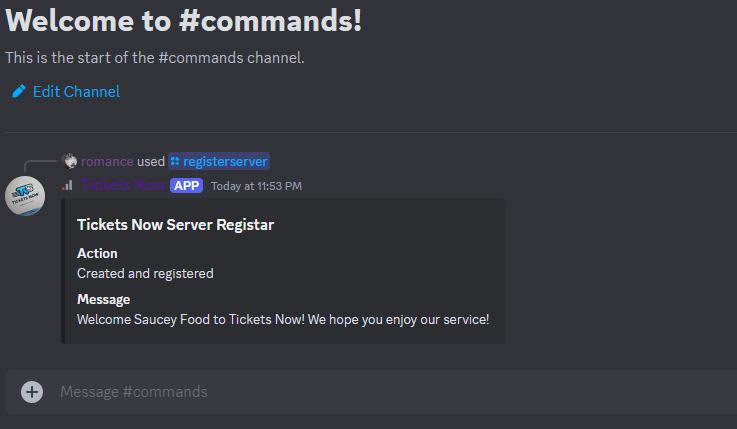 Welcome to #commands!
This is the start of the #commands channel.
Edit Channel
romance used registerserver
Tickets Now APP Today at 11:53 PM
Tickets Now Server Registar
Action
Created and registered
Message
Welcome Saucey Food to Tickets Now! We hope you enjoy our service!
Message #commands